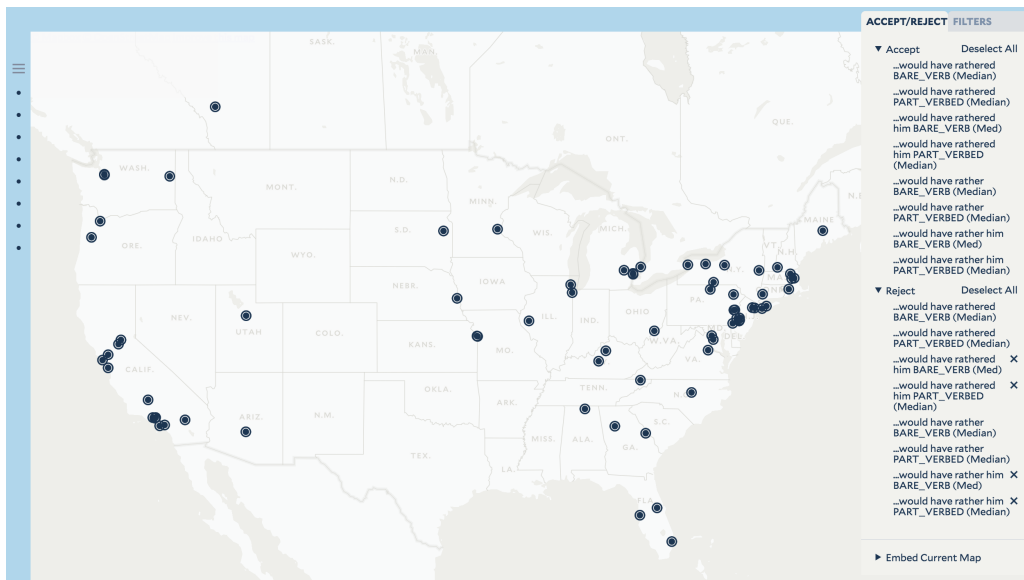 ACCEPT/REJECT FILTERS
▼ Accept Deselect All
...would have rathered
BARE_VERB (Median)
...would have rathered
PART_VERBED (Median)
...would have rathered
him BARE_VERB (Med)
...would have rathered
him PART_VERBED
(Median)
...would have rather
BARE_VERB (Median)
...would have rather
PART_VERBED (Median)
...would have rather him
BARE_VERB (Med)
...would have rather him
PART_VERBED (Median)
▼ Reject Deselect All
...would have rathered
BARE_VERB (Median)
...would have rathered
PART_VERBED (Median)
...would have rathered ×
him BARE_VERB (Med)
...would have rathered ×
him PART_VERBED
(Median)
...would have rather
BARE_VERB (Median)
...would have rather
PART_VERBED (Median)
...would have rather him ×
BARE_VERB (Med)
...would have rather him ×
PART_VERBED (Median)
▶ Embed Current Map
SASK.
MAN.
ONT.
QUE.
WASH.
MONT.
N.D.
MINN.
MAINE
ORE.
IDAHO
S.D.
WIS.
MICH.
VT.
N.H.
WYO.
IOWA
NEBR.
PA.
NEV.
UTAH
COLO.
KANS.
MO.
ILL.
IND.
OHIO
W.VA.
VA.
DEL.
CALIF.
ARIZ.
N.M.
OKLA.
ARK.
TENN.
S.C.
TEX.
LA.
MISS.
ALA.
GA.
FLA.